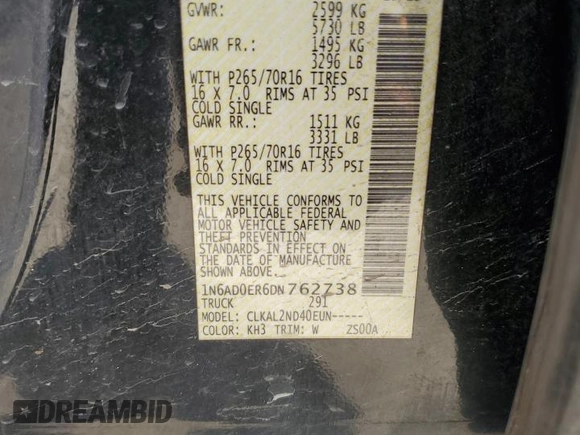 GVWR: 2599 KG
5730 LB
GAWR FR.: 1495 KG
3296 LB
WITH P265/70R16 TIRES
16 X 7.0 RIMS AT 35 PSI
COLD SINGLE
GAWR RR.: 1511 KG
3331 LB
WITH P265/70R16 TIRES
16 X 7.0 RIMS AT 35 PSI
COLD SINGLE
THIS VEHICLE CONFORMS TO
ALL APPLICABLE FEDERAL
MOTOR VEHICLE SAFETY AND
THEFT PREVENTION
STANDARDS IN EFFECT ON
THE DATE OF MANUFACTURE
SHOWN ABOVE.
1N6AD0ER6DN762738
TRUCK 291
MODEL: CLKAL2ND40EUN-----
COLOR: KH3 TRIM: W ZS00A
DREAMBID